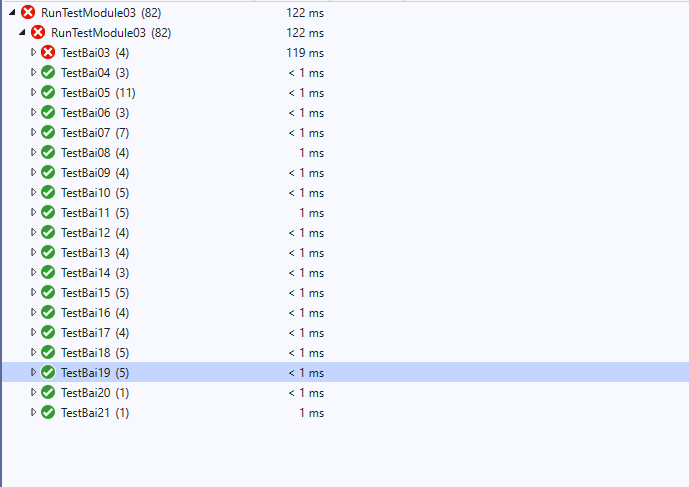 RunTestModule03 (82) 122 ms
RunTestModule03 (82) 122 ms
TestBai03 (4) 119 ms
TestBai04 (3) < 1 ms
TestBai05 (11) < 1 ms
TestBai06 (3) < 1 ms
TestBai07 (7) < 1 ms
TestBai08 (4) 1 ms
TestBai09 (4) < 1 ms
TestBai10 (5) < 1 ms
TestBai11 (5) 1 ms
TestBai12 (4) < 1 ms
TestBai13 (4) < 1 ms
TestBai14 (3) < 1 ms
TestBai15 (5) < 1 ms
TestBai16 (4) < 1 ms
TestBai17 (4) < 1 ms
TestBai18 (5) < 1 ms
TestBai19 (5) < 1 ms
TestBai20 (1) < 1 ms
TestBai21 (1) 1 ms